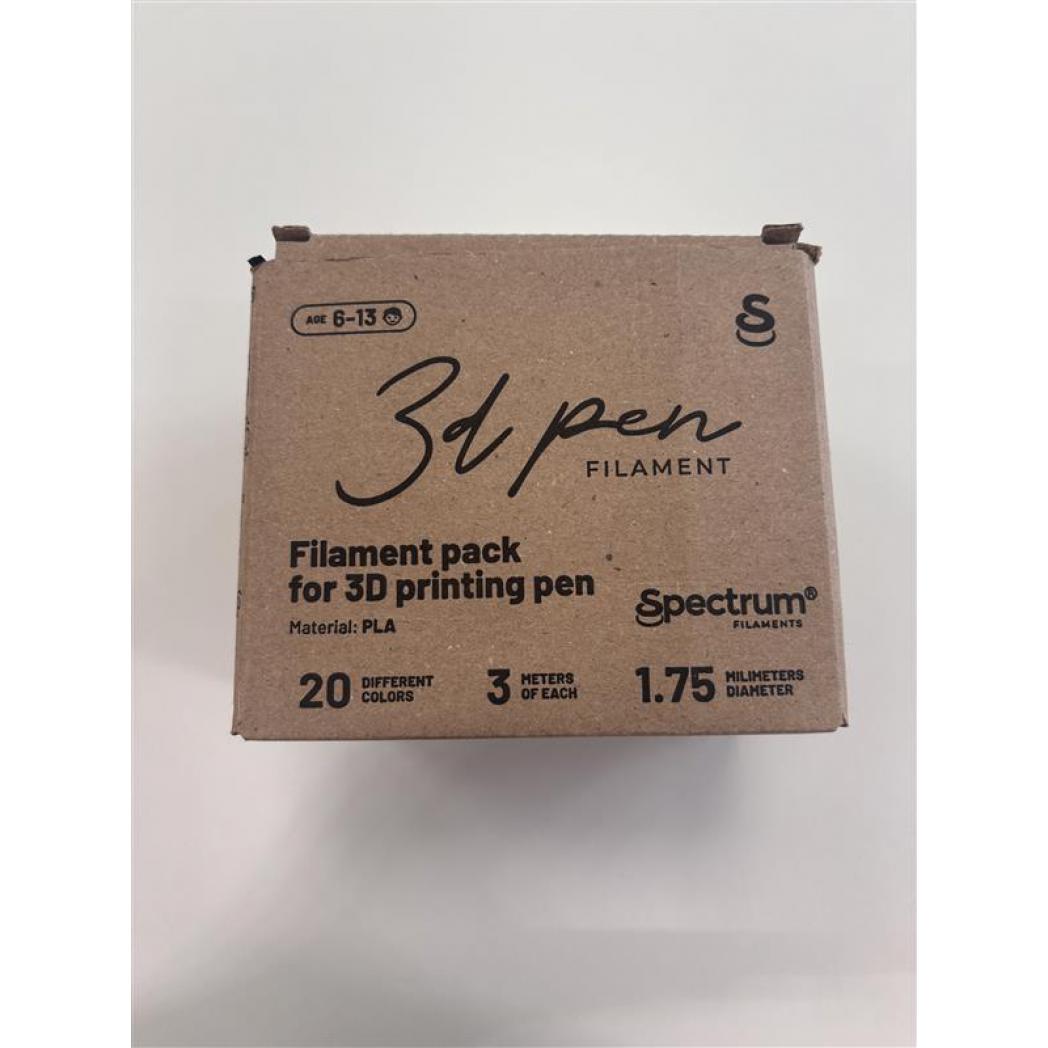 AGE 6-13
S
3d pen
FILAMENT
Filament pack
for 3D printing pen
Material: PLA
Spectrum®
FILAMENTS
20 DIFFERENT COLORS
3 METERS OF EACH
1.75 MILIMETERS DIAMETER